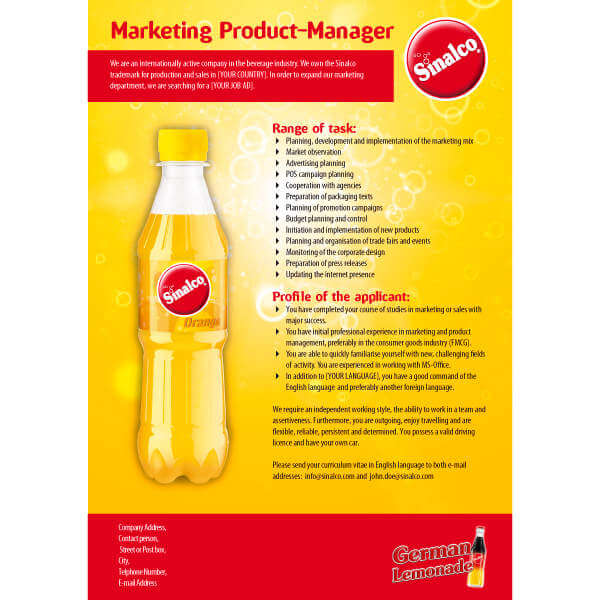 Marketing Product-Manager
We are an internationally active company in the beverage industry. We own the Sinalco
trademark for production and sales in [YOUR COUNTRY]. In order to expand our marketing
department, we are searching for a [YOUR JOB AD].
Sinalco
Range of task:
Planning, development and implementation of the marketing mix
Market observation
Advertising planning
POS campaign planning
Cooperation with agencies
Preparation of packaging texts
Planning of promotion campaigns
Budget planning and control
Initiation and implementation of new products
Planning and organisation of trade fairs and events
Monitoring of the corporate design
Preparation of press releases
Updating the internet presence
Sinalco
Orange
Profile of the applicant:
You have completed your course of studies in marketing or sales with
major success.
You have initial professional experience in marketing and product
management, preferably in the consumer goods industry (FMCG).
You are able to quickly familiarise yourself with new, challenging fields
of activity. You are experienced in working with MS-Office.
In addition to [YOUR LANGUAGE], you have a good command of the
English language and preferably another foreign language.
We require an independent working style, the ability to work in a team and
assertiveness. Furthermore, you are outgoing, enjoy travelling and are
flexible, reliable, persistent and determined. You possess a valid driving
licence and have your own car.
Please send your curriculum vitae in English language to both e-mail
addresses: info@sinalco.com and john.doe@sinalco.com
Company Address,
Contact person,
Street or Post box,
City,
Telphone Number,
E-mail Address
German
Lemonade